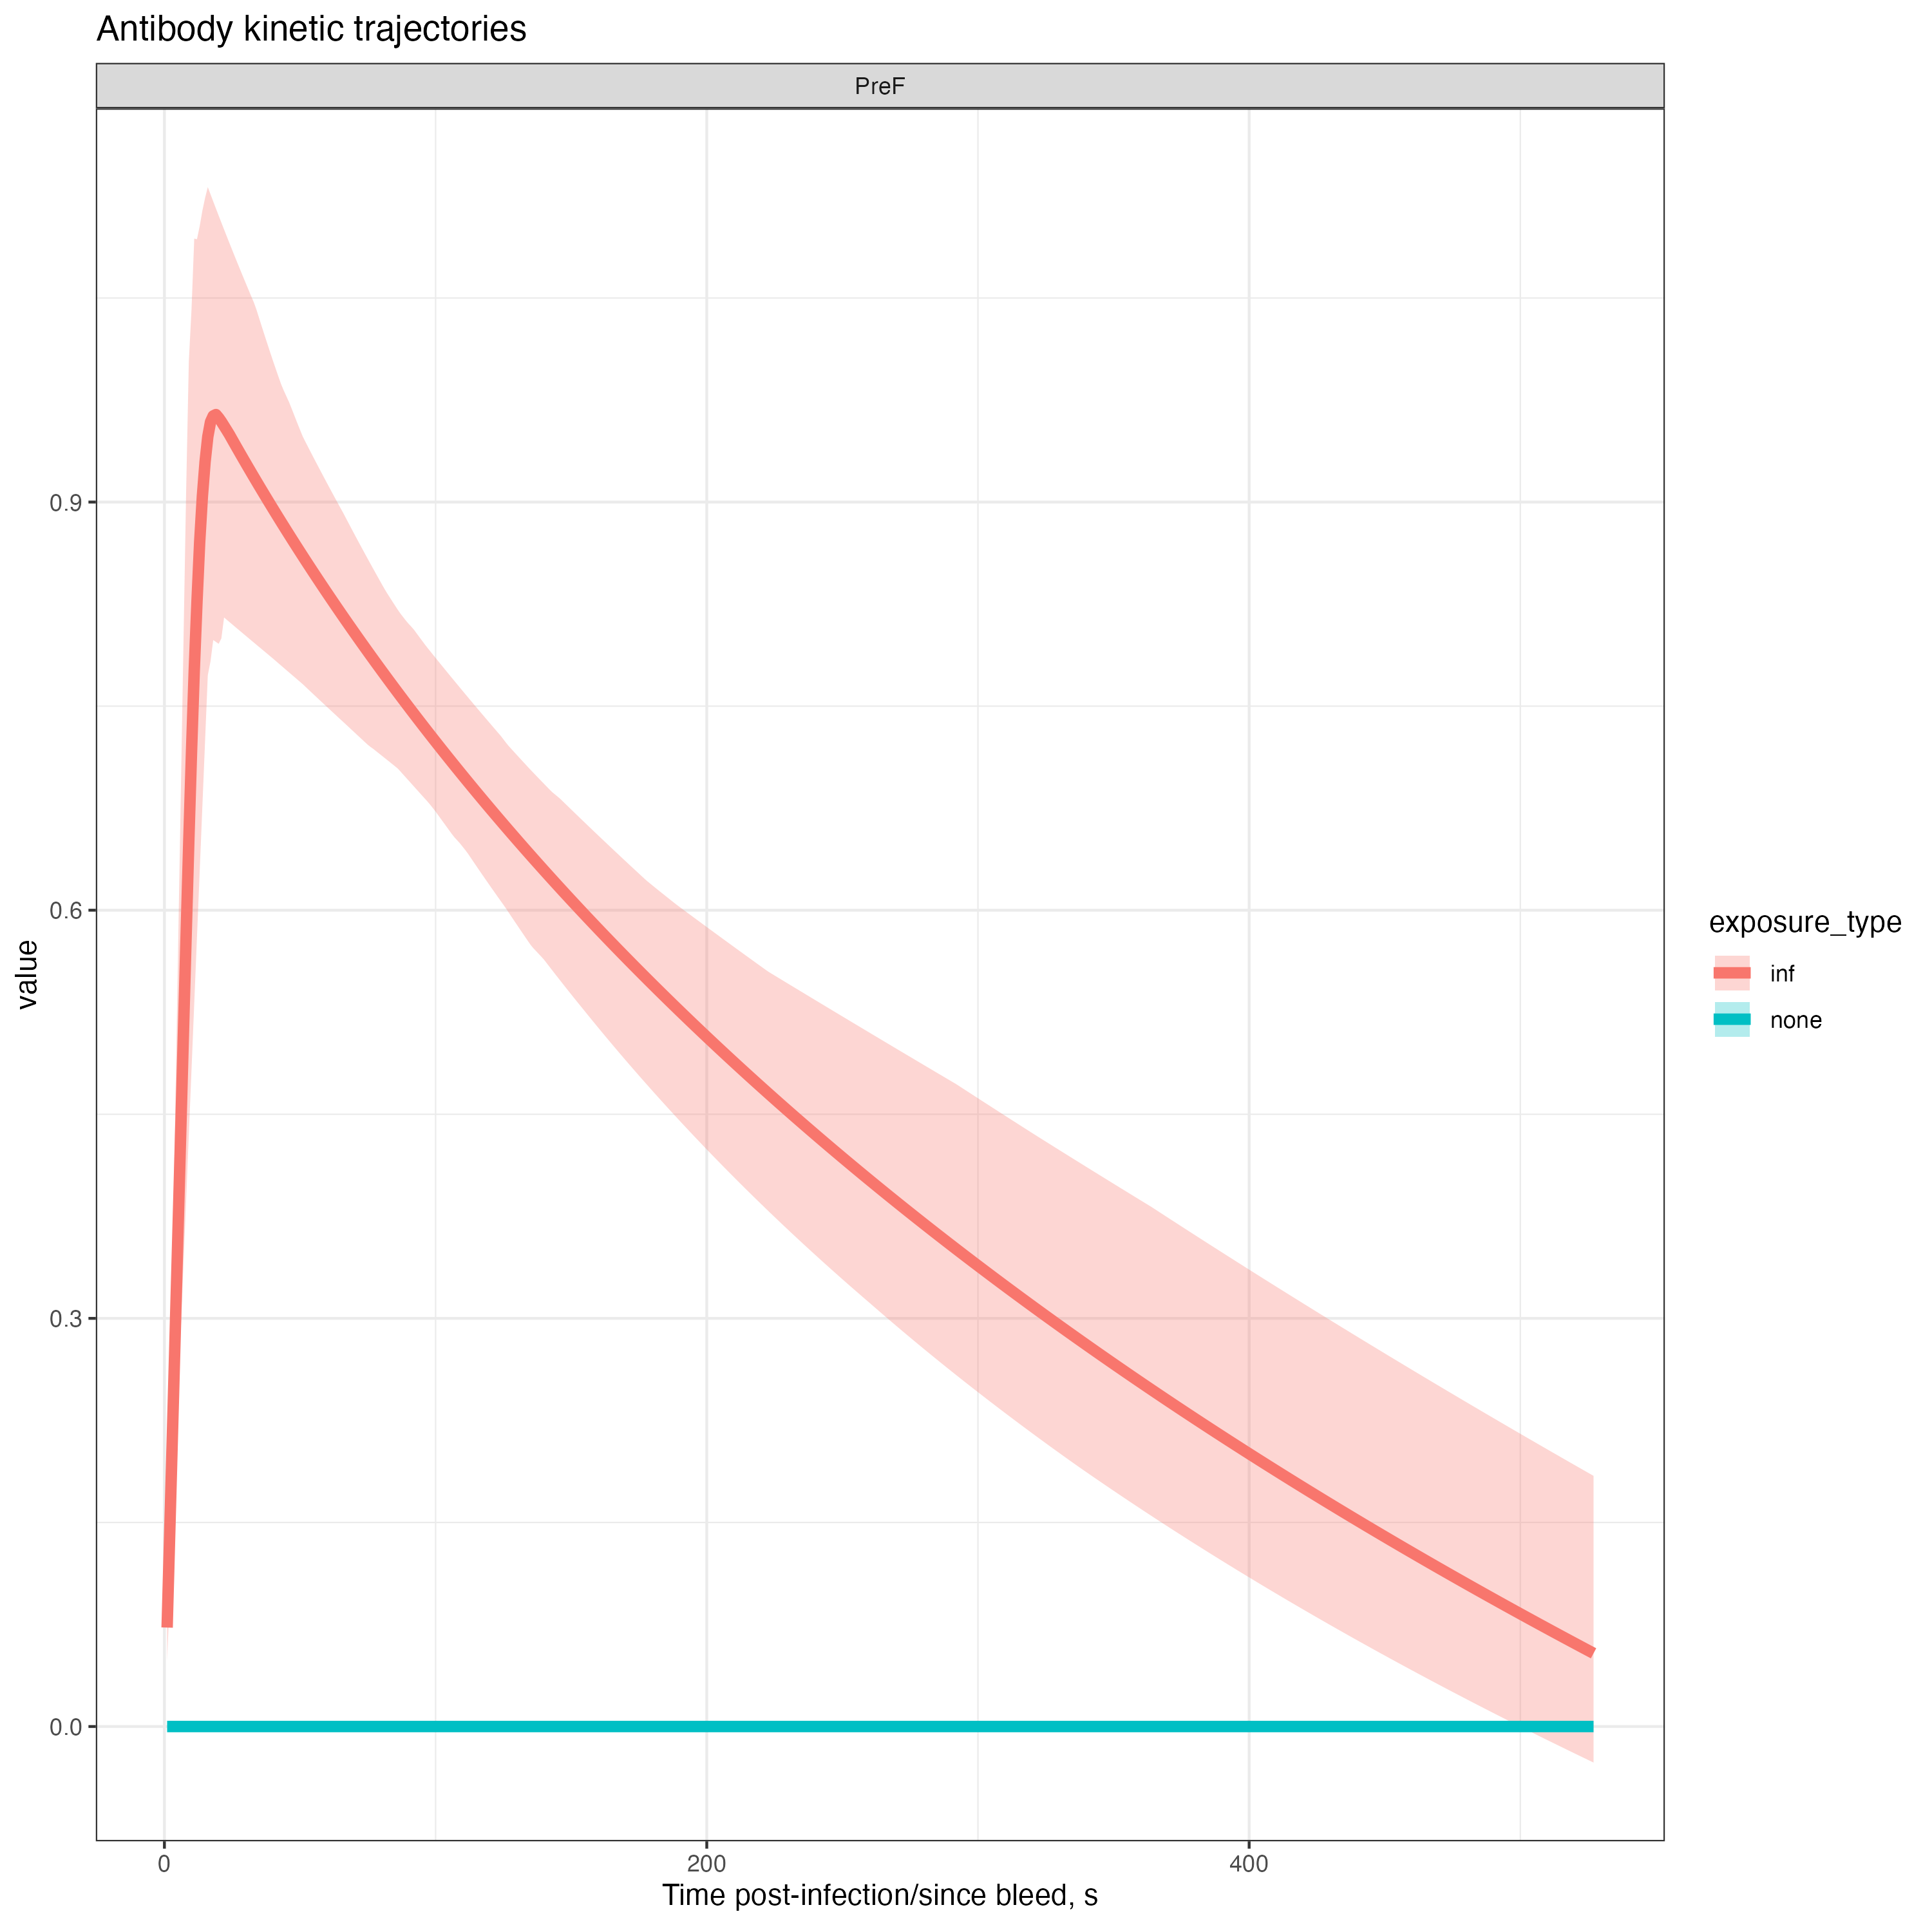 Antibody kinetic trajectories
PreF
0.9
0.6
0.3
0.0
value
0
200
400
Time post-infection/since bleed, s
exposure_type
inf
none